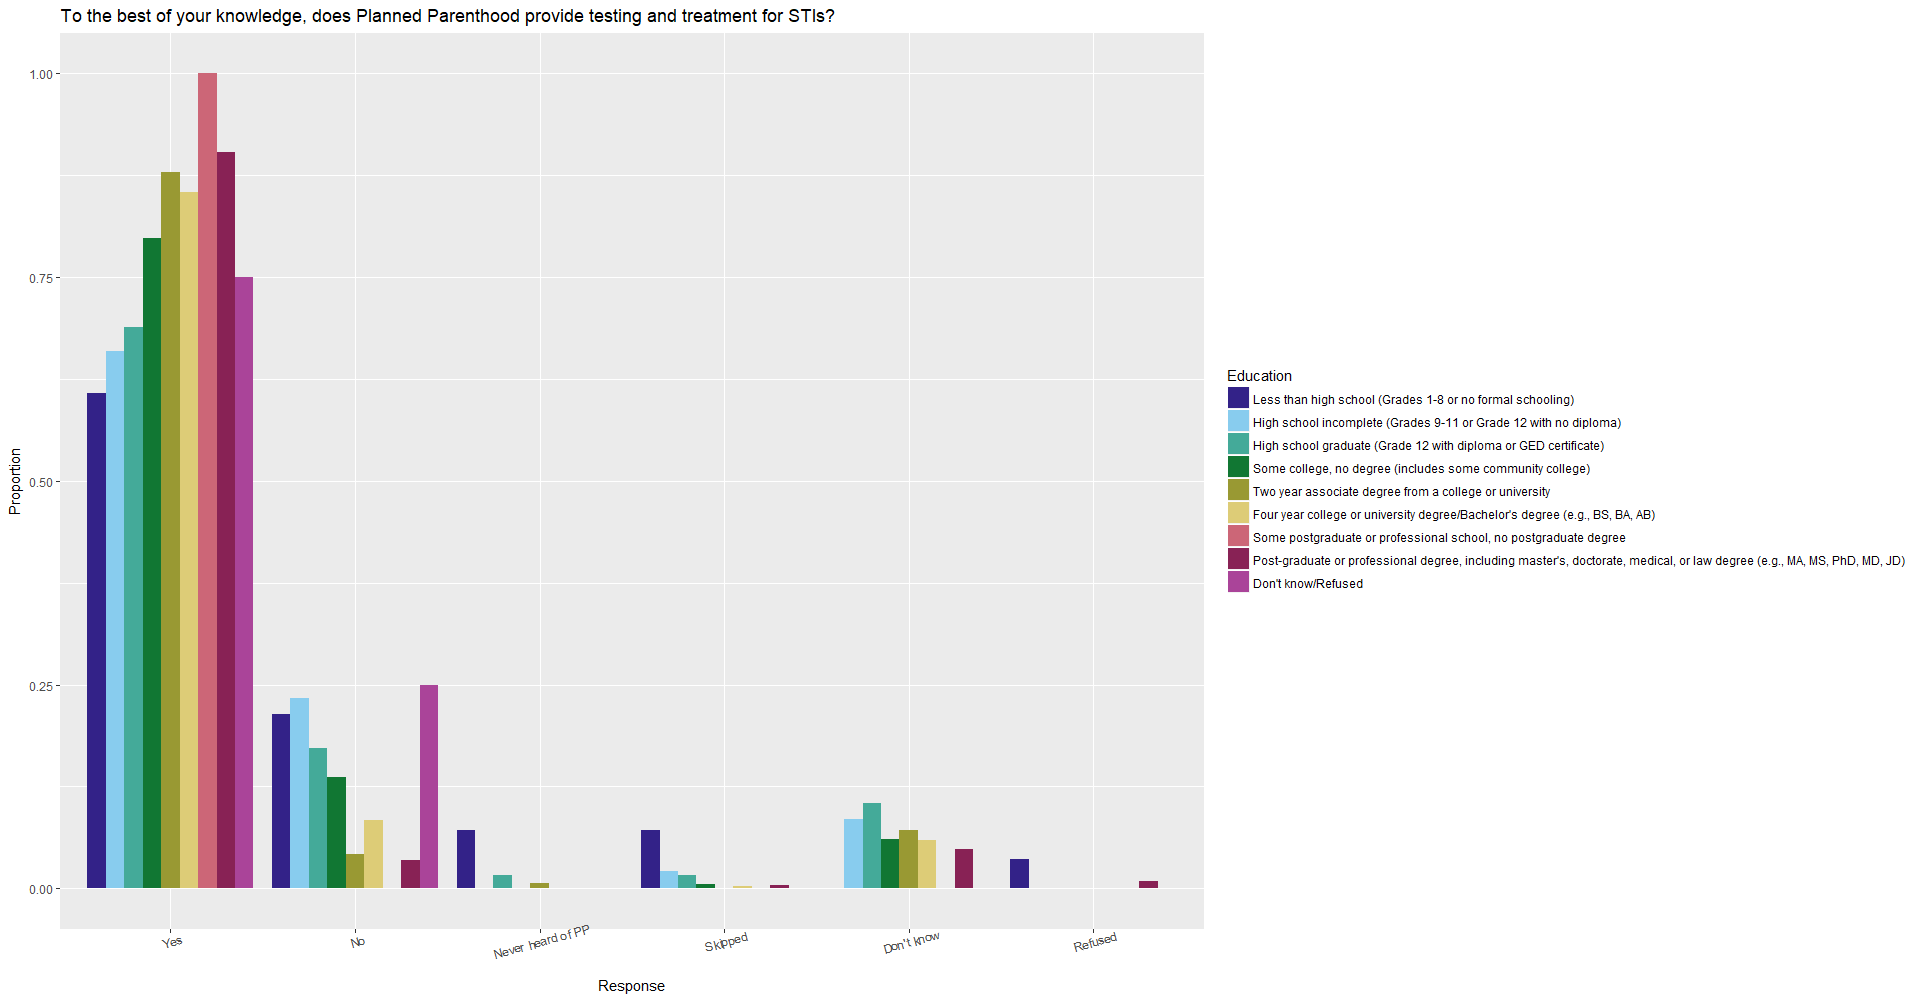 To the best of your knowledge, does Planned Parenthood provide testing and treatment for STIs?
1.00
0.75
0.50
0.25
0.00
Proportion
Yes
No
Never heard of PP
Skipped
Don't know
Refused
Response
Education
Less than high school (Grades 1-8 or no formal schooling)
High school incomplete (Grades 9-11 or Grade 12 with no diploma)
High school graduate (Grade 12 with diploma or GED certificate)
Some college, no degree (includes some community college)
Two year associate degree from a college or university
Four year college or university degree/Bachelor's degree (e.g., BS, BA, AB)
Some postgraduate or professional school, no postgraduate degree
Post-graduate or professional degree, including master's, doctorate, medical, or law degree (e.g., MA, MS, PhD, MD, JD)
Don't know/Refused